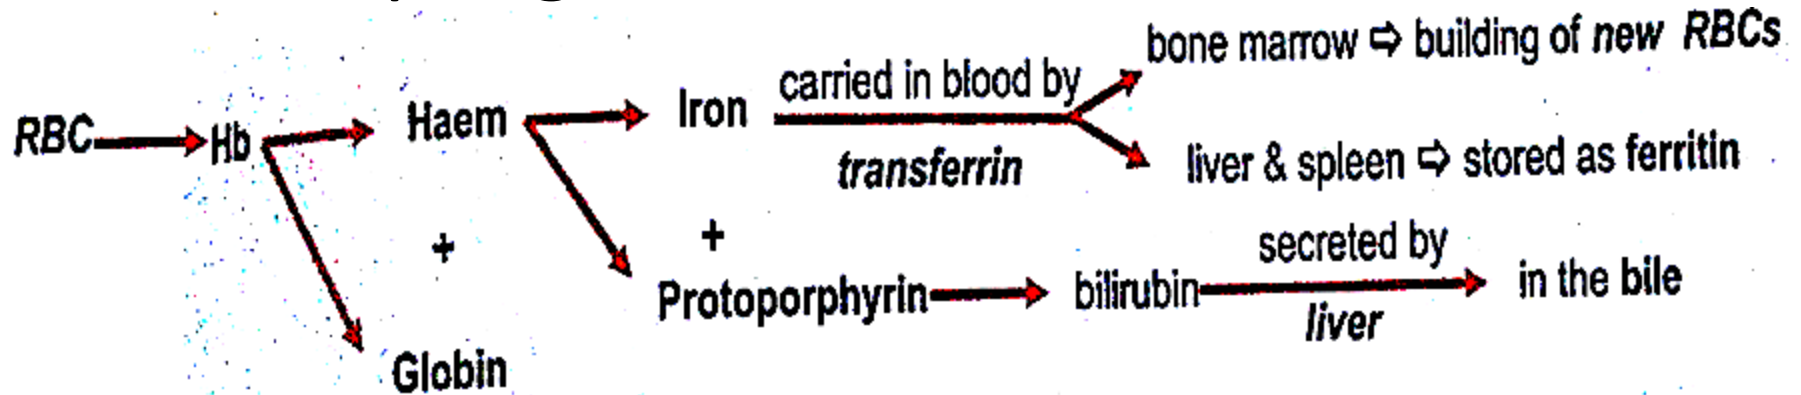 bone marrow ⇨ building of new RBCs
carried in blood by
RBC Hb Haem Iron
transferrin
liver & spleen ⇨ stored as ferritin
+ +
secreted by
Protoporphyrin bilirubin in the bile
liver
Globin